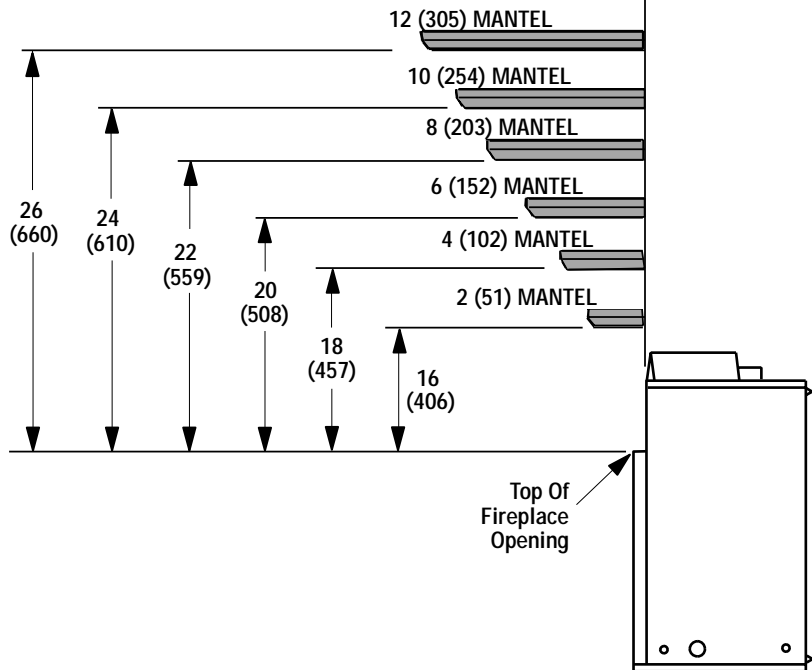 12 (305) MANTEL
10 (254) MANTEL
8 (203) MANTEL
6 (152) MANTEL
4 (102) MANTEL
2 (51) MANTEL
26
(660)
24
(610)
22
(559)
20
(508)
18
(457)
16
(406)
Top Of
Fireplace
Opening